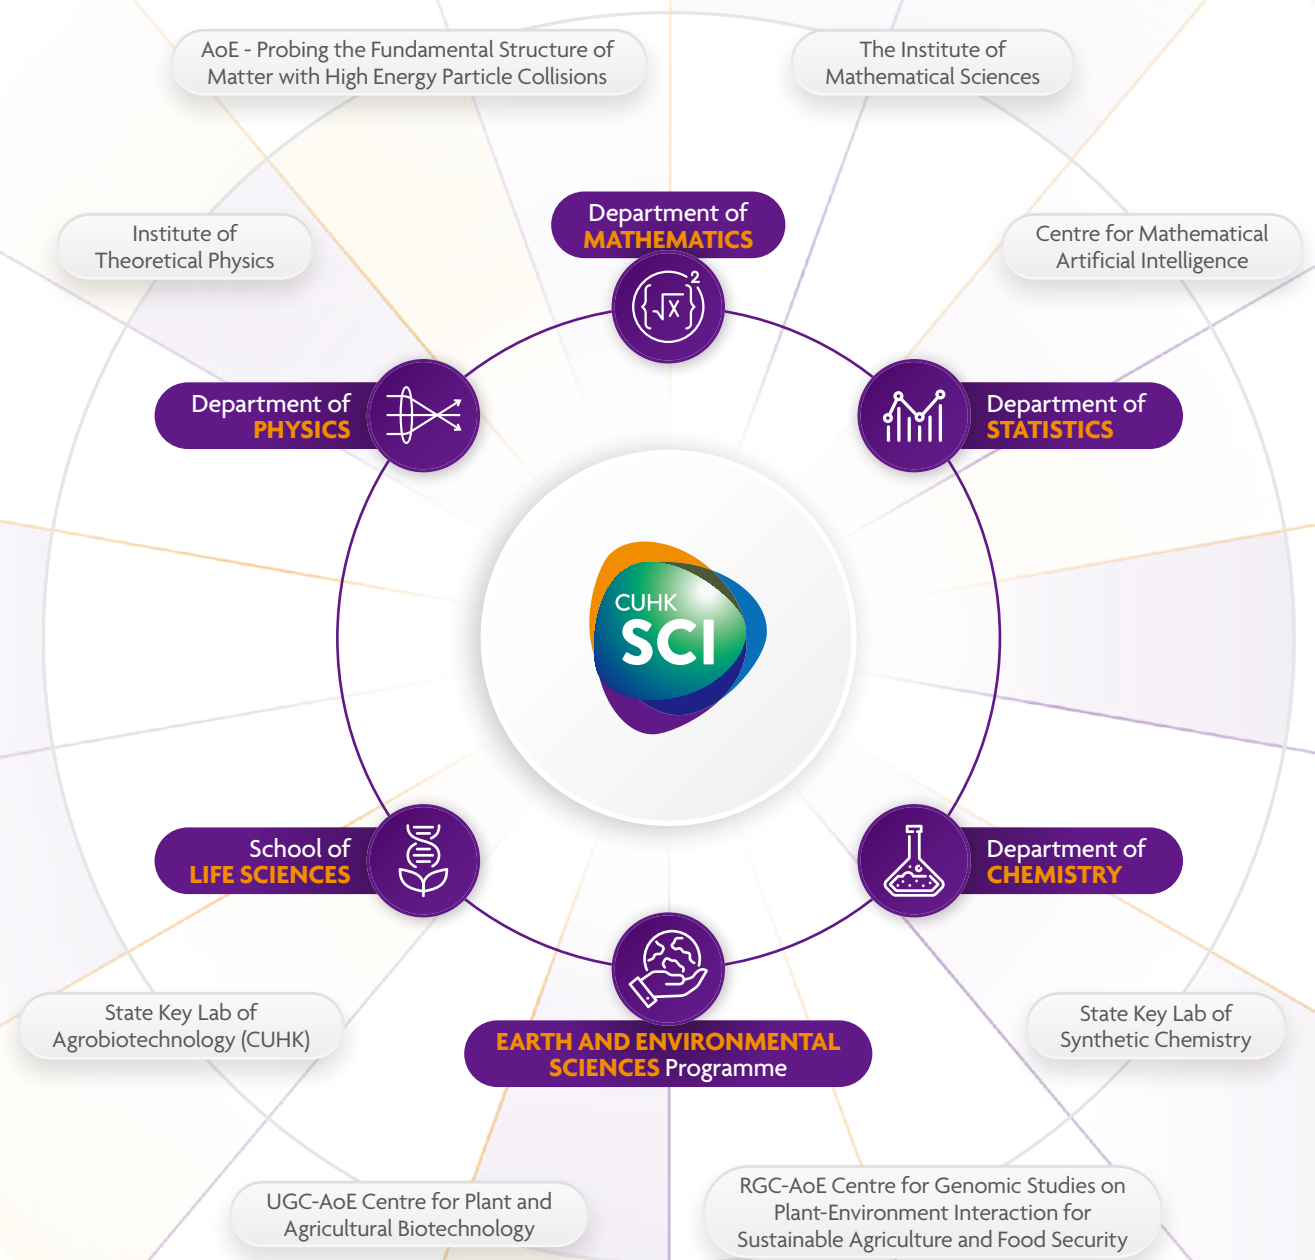 AoE - Probing the Fundamental Structure of
Matter with High Energy Particle Collisions
The Institute of
Mathematical Sciences
Department of
MATHEMATICS
Institute of
Theoretical Physics
Centre for Mathematical
Artificial Intelligence
{√x}²
Department of
PHYSICS
Department of
STATISTICS
CUHK
SCI
School of
LIFE SCIENCES
Department of
CHEMISTRY
State Key Lab of
Agrobiotechnology (CUHK)
EARTH AND ENVIRONMENTAL
SCIENCES Programme
State Key Lab of
Synthetic Chemistry
UGC-AoE Centre for Plant and
Agricultural Biotechnology
RGC-AoE Centre for Genomic Studies on
Plant-Environment Interaction for
Sustainable Agriculture and Food Security